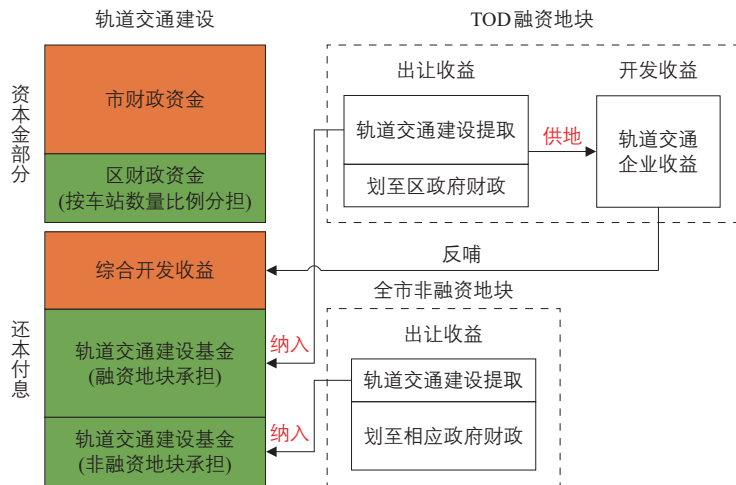 轨道交通建设
资本金部分
市财政资金
区财政资金
(按车站数量比例分担)
还本付息
综合开发收益
轨道交通建设基金
(融资地块承担)
轨道交通建设基金
(非融资地块承担)
TOD融资地块
出让收益
轨道交通建设提取
划至区政府财政
供地
开发收益
轨道交通
企业收益
反哺
全市非融资地块
出让收益
轨道交通建设提取
划至相应政府财政
纳入
纳入